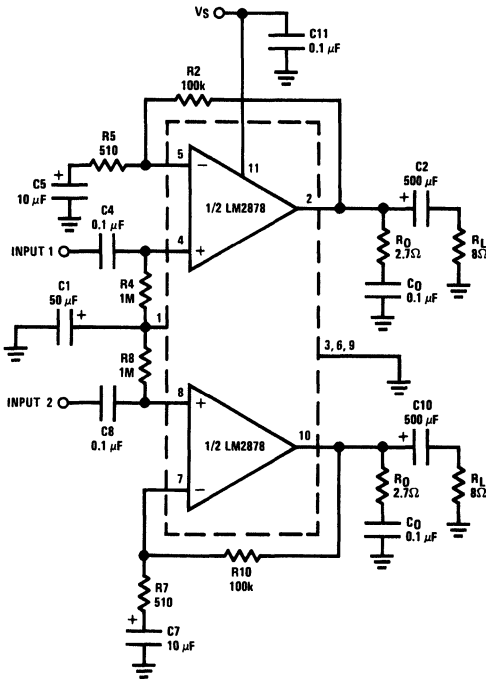 VS
C11
0.1 μF
R2
100k
R5
510
5
−
11
C5
+
10 μF
1/2 LM2878
2
+
C2
500 μF
C4
0.1 μF
INPUT 1
4
+
RO
2.7Ω
RL
8Ω
R4
1M
CO
0.1 μF
C1
50 μF
+
1
3, 6, 9
R8
1M
INPUT 2
C8
0.1 μF
8
+
1/2 LM2878
10
+
C10
500 μF
7
−
RO
2.7Ω
RL
8Ω
CO
0.1 μF
R10
100k
R7
510
+
C7
10 μF